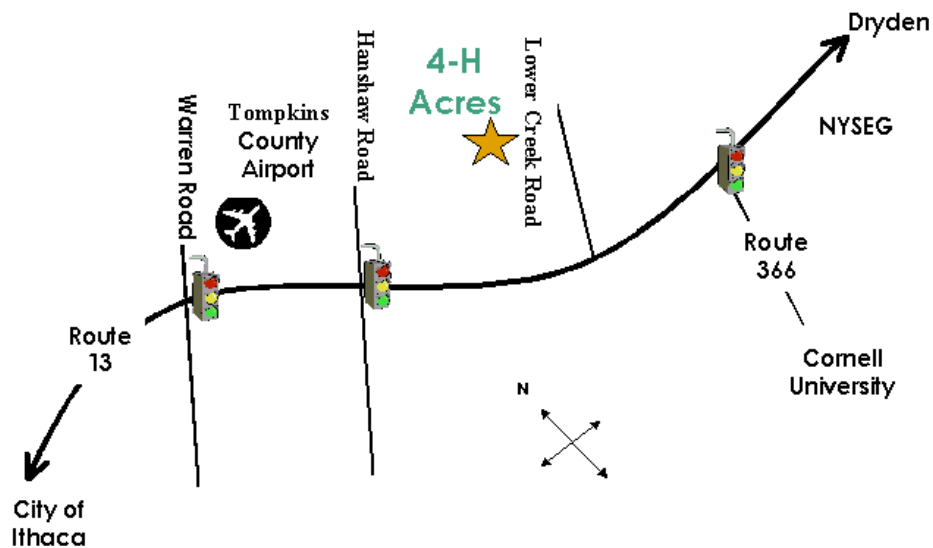 Dryden
NYSEG
4-H
Acres
Lower Creek Road
Hanshaw Road
Tompkins
County
Airport
Warren Road
Route
366
Route
13
Cornell
University
N
City of
Ithaca